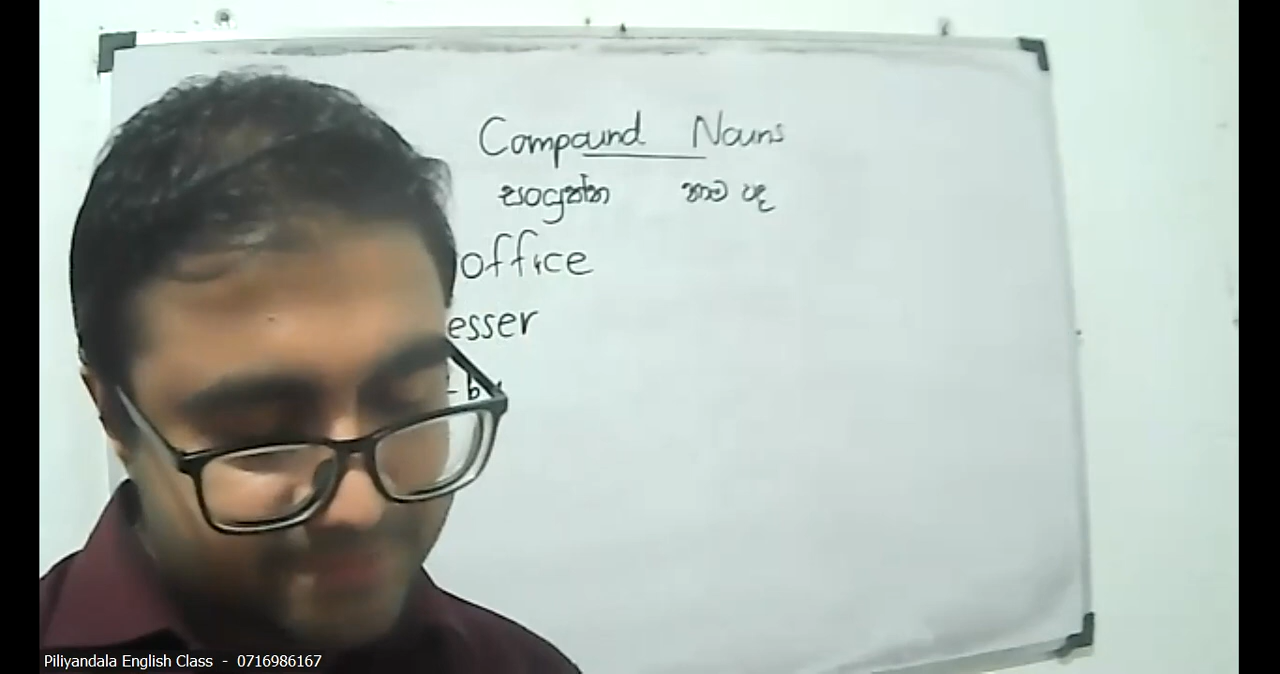 Compound Nouns
සංයුක්ත නාම පද
office
esser
- b
Piliyandala English Class - 0716986167